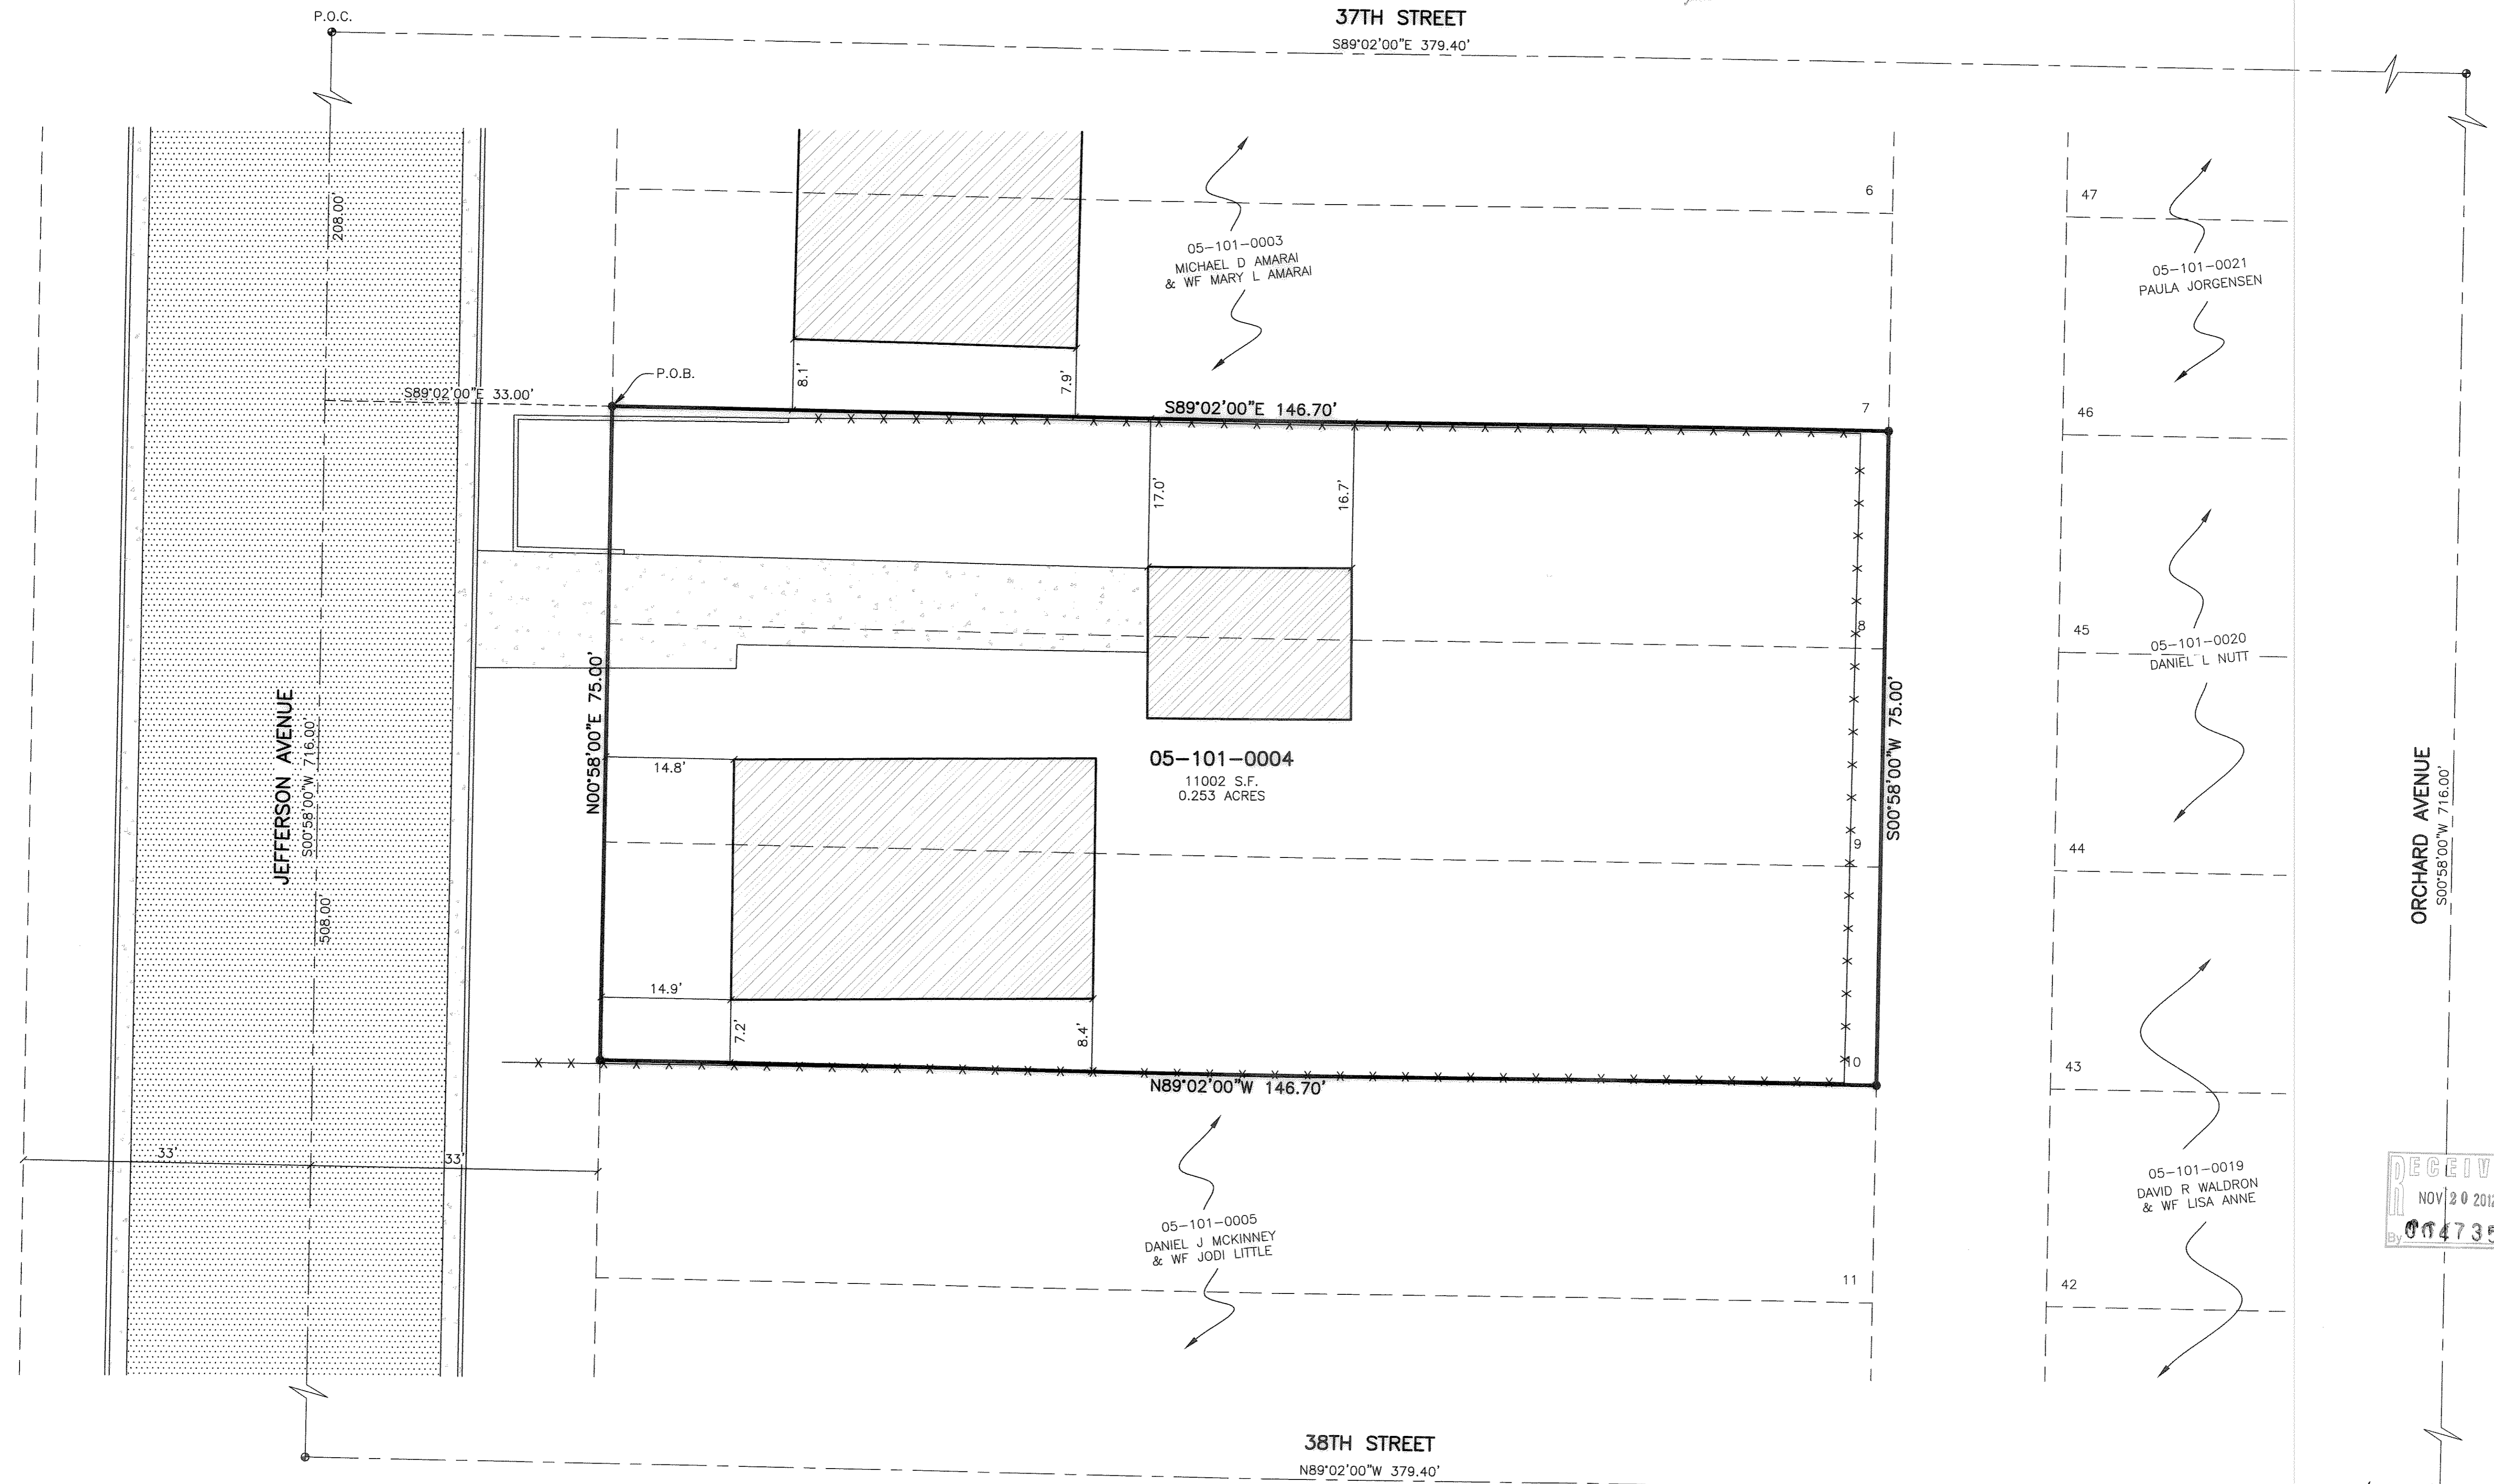 P.O.C.
37TH STREET
S89°02'00"E 379.40'
208.00'
6
47
05-101-0003
MICHAEL D AMARAI
& WF MARY L AMARAI
05-101-0021
PAULA JORGENSEN
8.1'
7.9'
P.O.B.
S89°02'00"E 33.00'
S89°02'00"E 146.70'
7
46
17.0'
16.7'
8
45
05-101-0020
DANIEL L NUTT
N00°58'00"E 75.00'
S00°58'00"W 75.00'
JEFFERSON AVENUE
S00°58'00"W 716.00'
508.00'
14.8'
05-101-0004
11002 S.F.
0.253 ACRES
ORCHARD AVENUE
S00°58'00"W 716.00'
9
44
14.9'
7.2'
8.4'
10
43
N89°02'00"W 146.70'
33'
33'
05-101-0005
DANIEL J MCKINNEY
& WF JODI LITTLE
05-101-0019
DAVID R WALDRON
& WF LISA ANNE
RECEIV
NOV 20 2012
By
11
42
38TH STREET
N89°02'00"W 379.40'